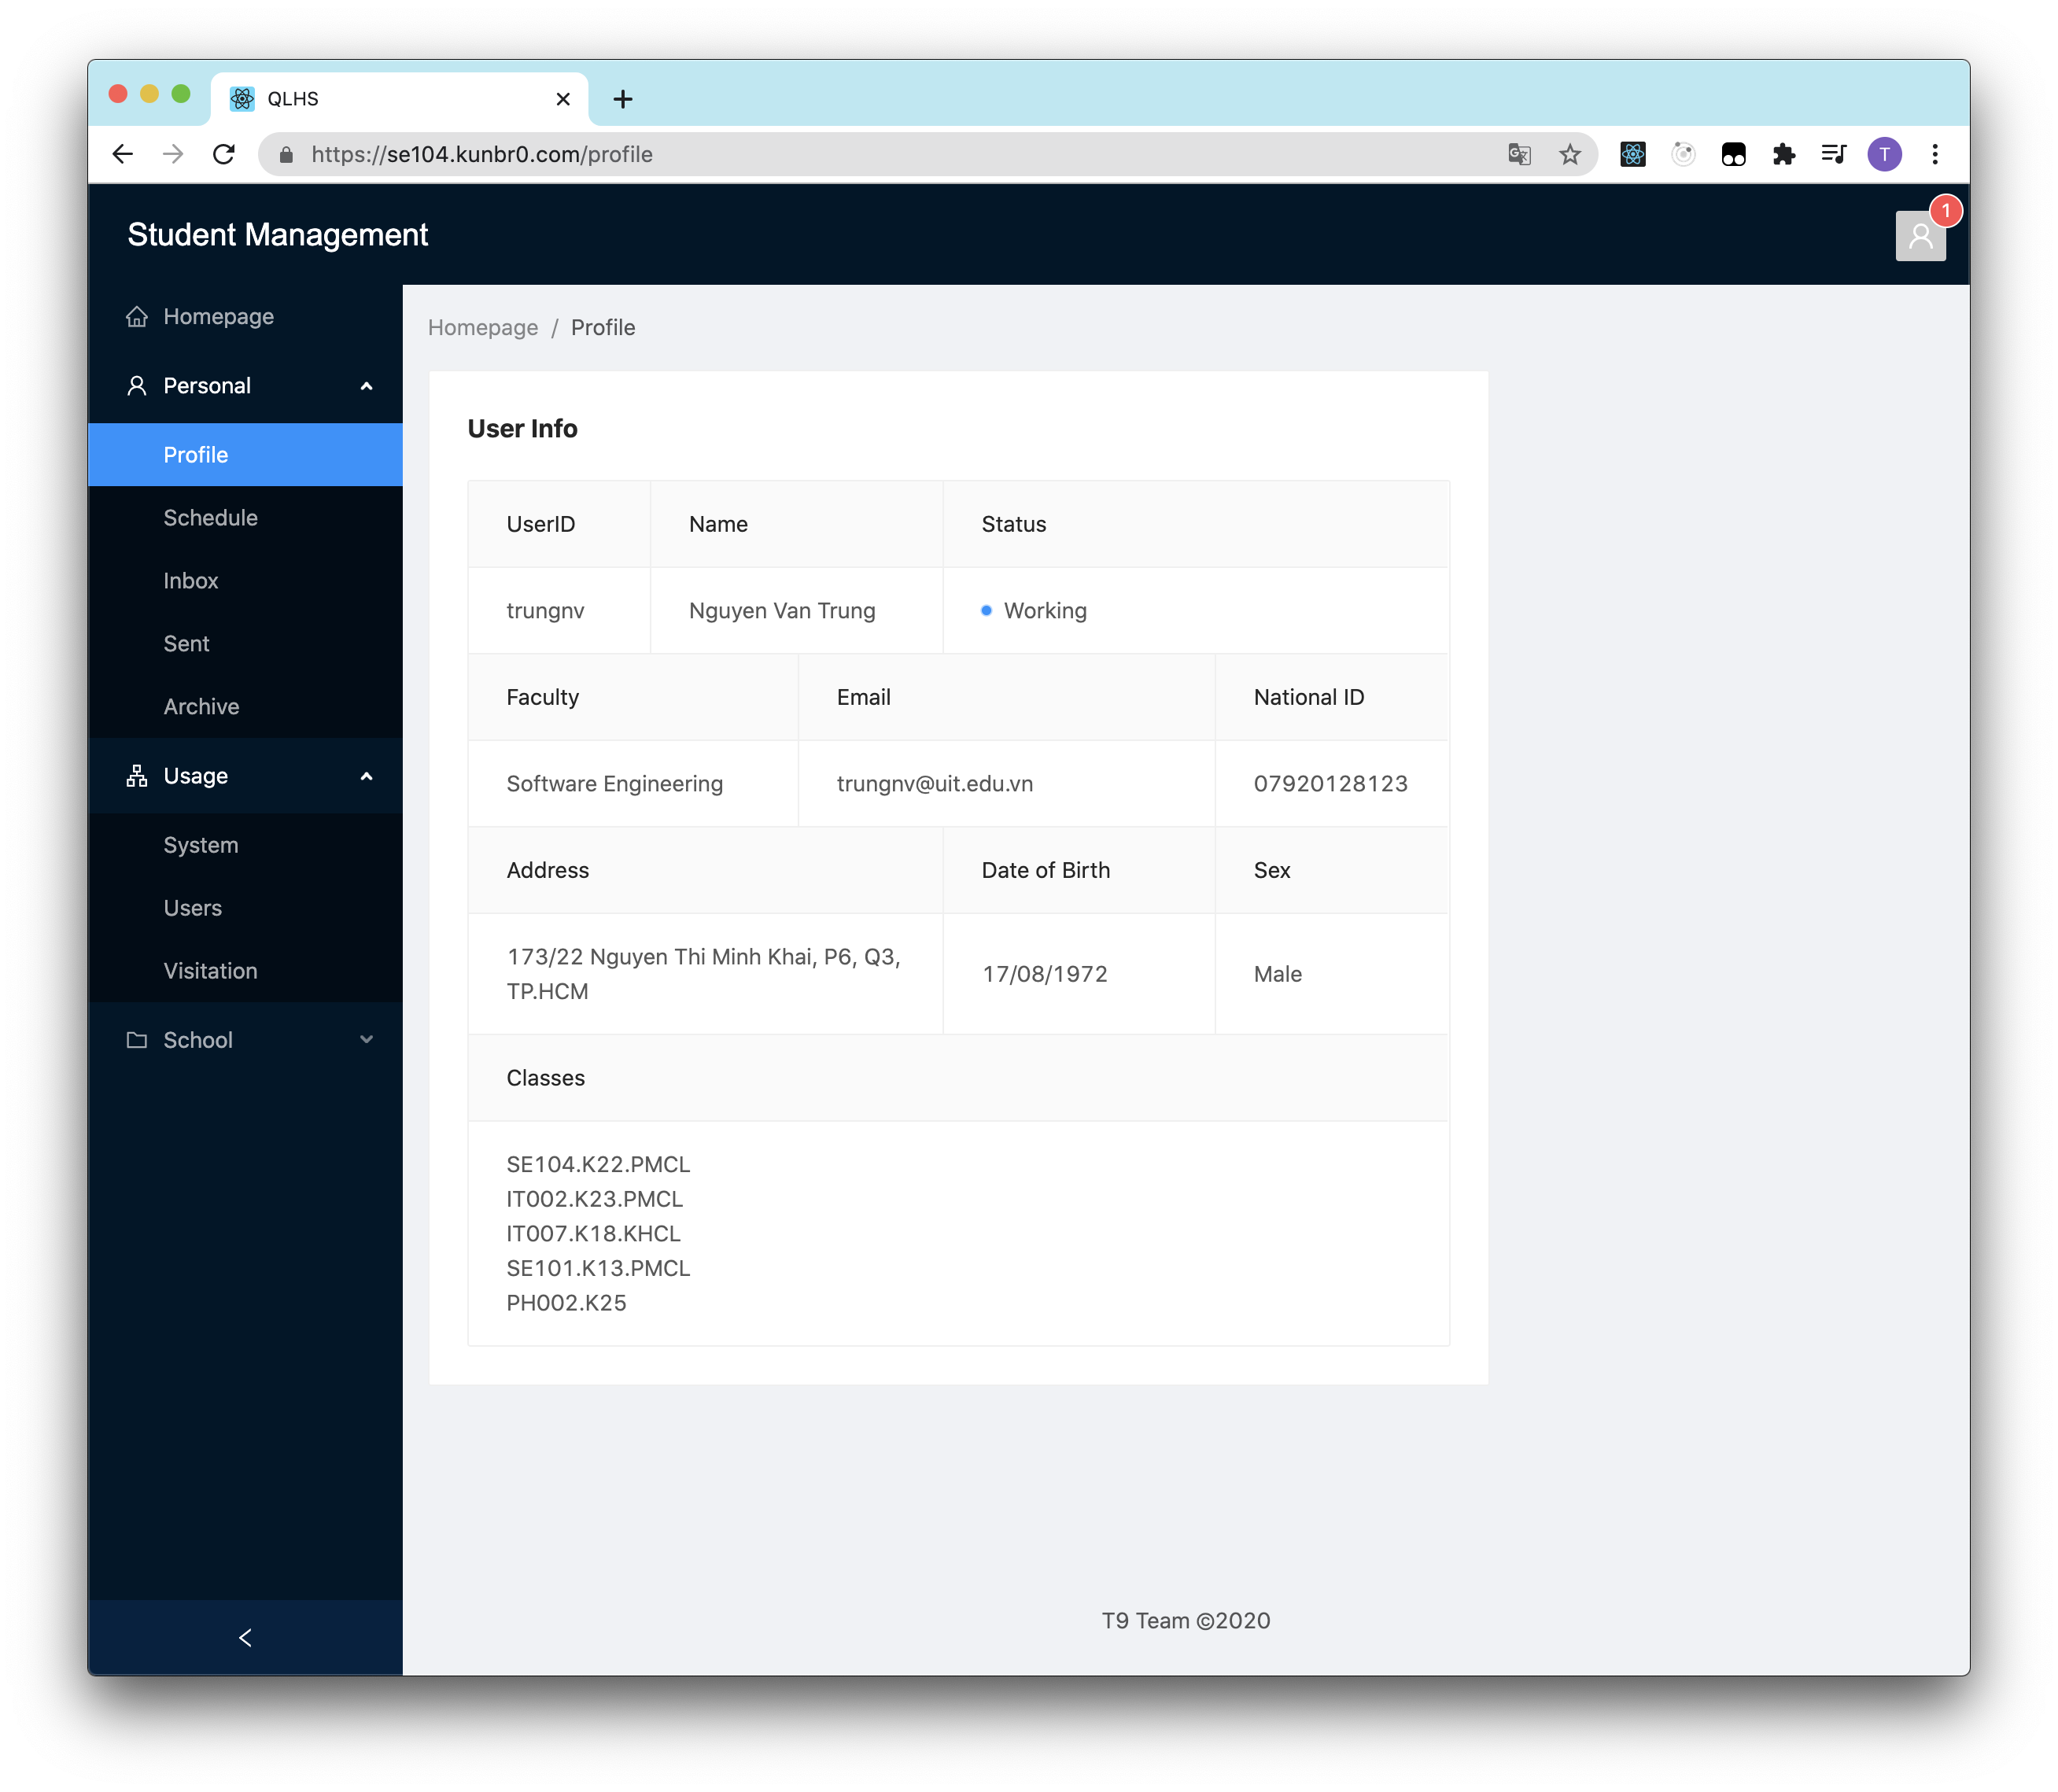 QLHS
https://se104.kunbr0.com/profile
T
Student Management
1
Homepage
Personal
Profile
Schedule
Inbox
Sent
Archive
Usage
System
Users
Visitation
School
Homepage / Profile
User Info
UserID Name Status
trungnv Nguyen Van Trung Working
Faculty Email National ID
Software Engineering trungnv@uit.edu.vn 07920128123
Address Date of Birth Sex
173/22 Nguyen Thi Minh Khai, P6, Q3,
TP.HCM
17/08/1972 Male
Classes
SE104.K22.PMCL
IT002.K23.PMCL
IT007.K18.KHCL
SE101.K13.PMCL
PH002.K25
T9 Team ©2020